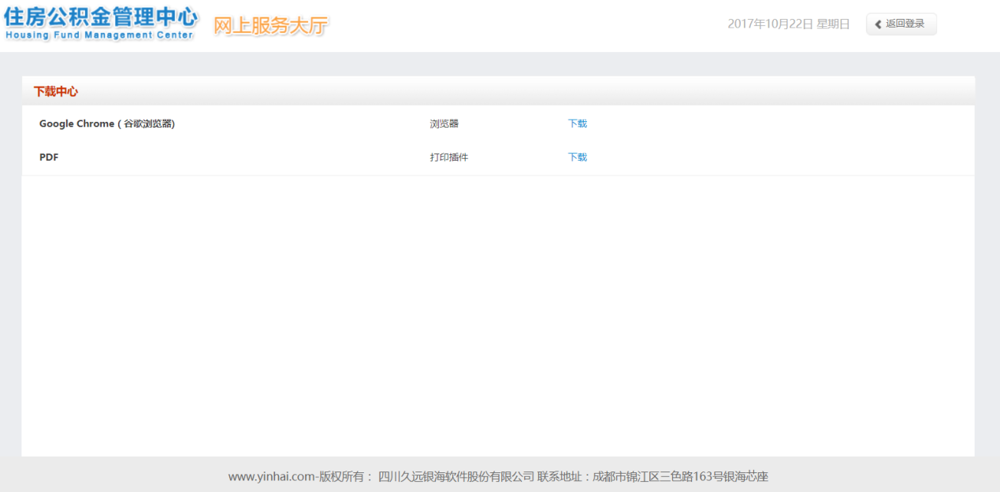 住房公积金管理中心
Housing Fund Management Center
网上服务大厅
2017年10月22日 星期日
返回登录
下载中心
Google Chrome ( 谷歌浏览器) 浏览器 下载
PDF 打印插件 下载
www.yinhai.com-版权所有： 四川久远银海软件股份有限公司 联系地址：成都市锦江区三色路163号银海芯座